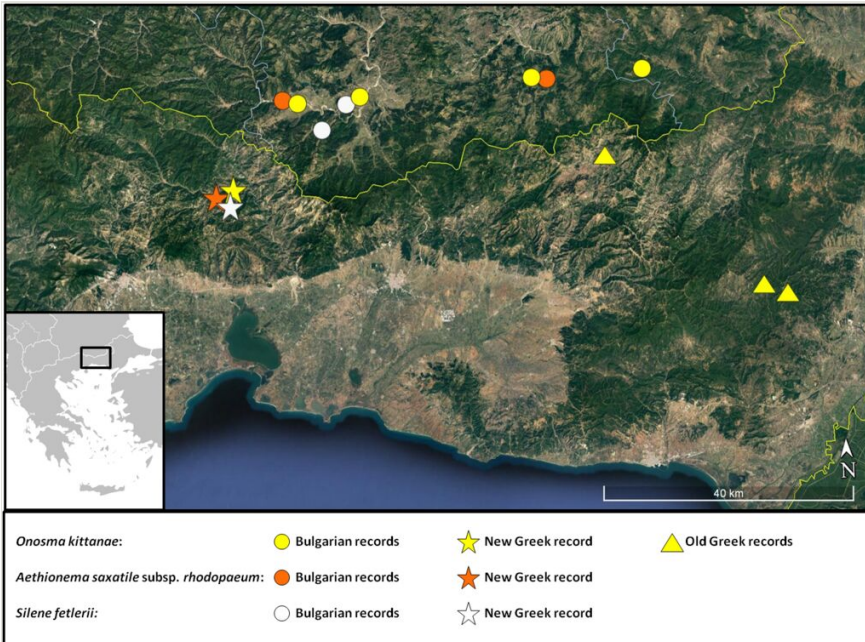 N
40 km
Onosma kittanae: Bulgarian records New Greek record Old Greek records
Aethionema saxatile subsp. rhodopaeum: Bulgarian records New Greek record
Silene fetlerii: Bulgarian records New Greek record